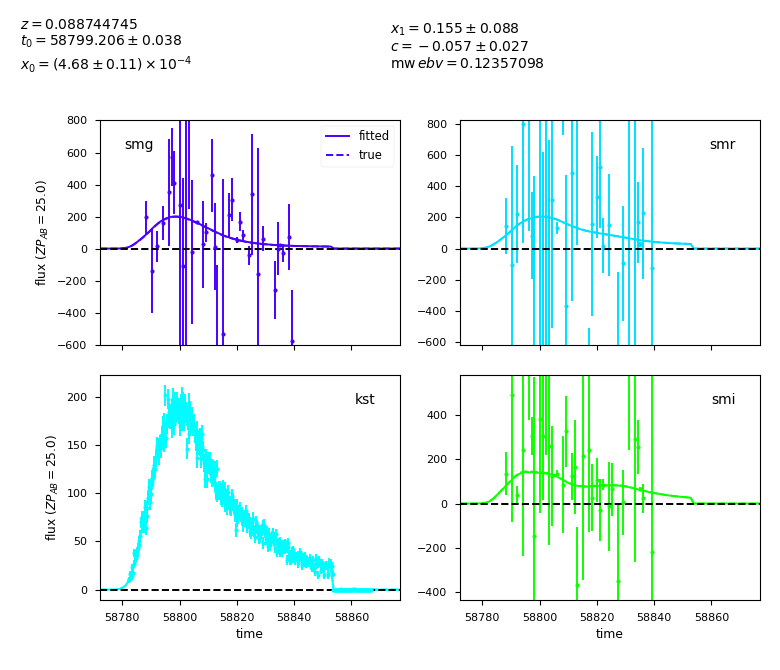 z = 0.088744745
t₀ = 58799.206 ± 0.038
x₀ = (4.68 ± 0.11) × 10⁻⁴
x₁ = 0.155 ± 0.088
c = −0.057 ± 0.027
mw ebv = 0.12357098
800
600
400
200
0
−200
−400
−600
flux (ZP_AB = 25.0)
smg
fitted
true
800
600
400
200
0
−200
−400
−600
smr
200
150
100
50
0
flux (ZP_AB = 25.0)
kst
58780 58800 58820 58840 58860
time
400
200
0
−200
−400
smi
58780 58800 58820 58840 58860
time